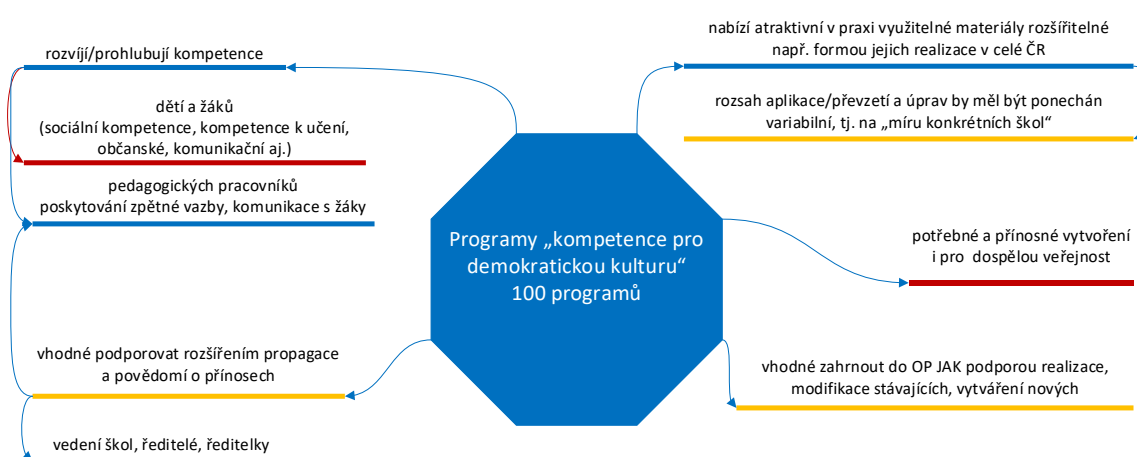 rozvíjí/prohlubují kompetence
dětí a žáků
(sociální kompetence, kompetence k učení,
občanské, komunikační aj.)
pedagogických pracovníků
poskytování zpětné vazby, komunikace s žáky
vhodné podporovat rozšířením propagace
a povědomí o přínosech
vedení škol, ředitelé, ředitelky
Programy „kompetence pro
demokratickou kulturu“
100 programů
nabízí atraktivní v praxi využitelné materiály rozšířitelné
např. formou jejich realizace v celé ČR
rozsah aplikace/převzetí a úprav by měl být ponechán
variabilní, tj. na „míru konkrétních škol“
potřebné a přínosné vytvoření
i pro dospělou veřejnost
vhodné zahrnout do OP JAK podporou realizace,
modifikace stávajících, vytváření nových